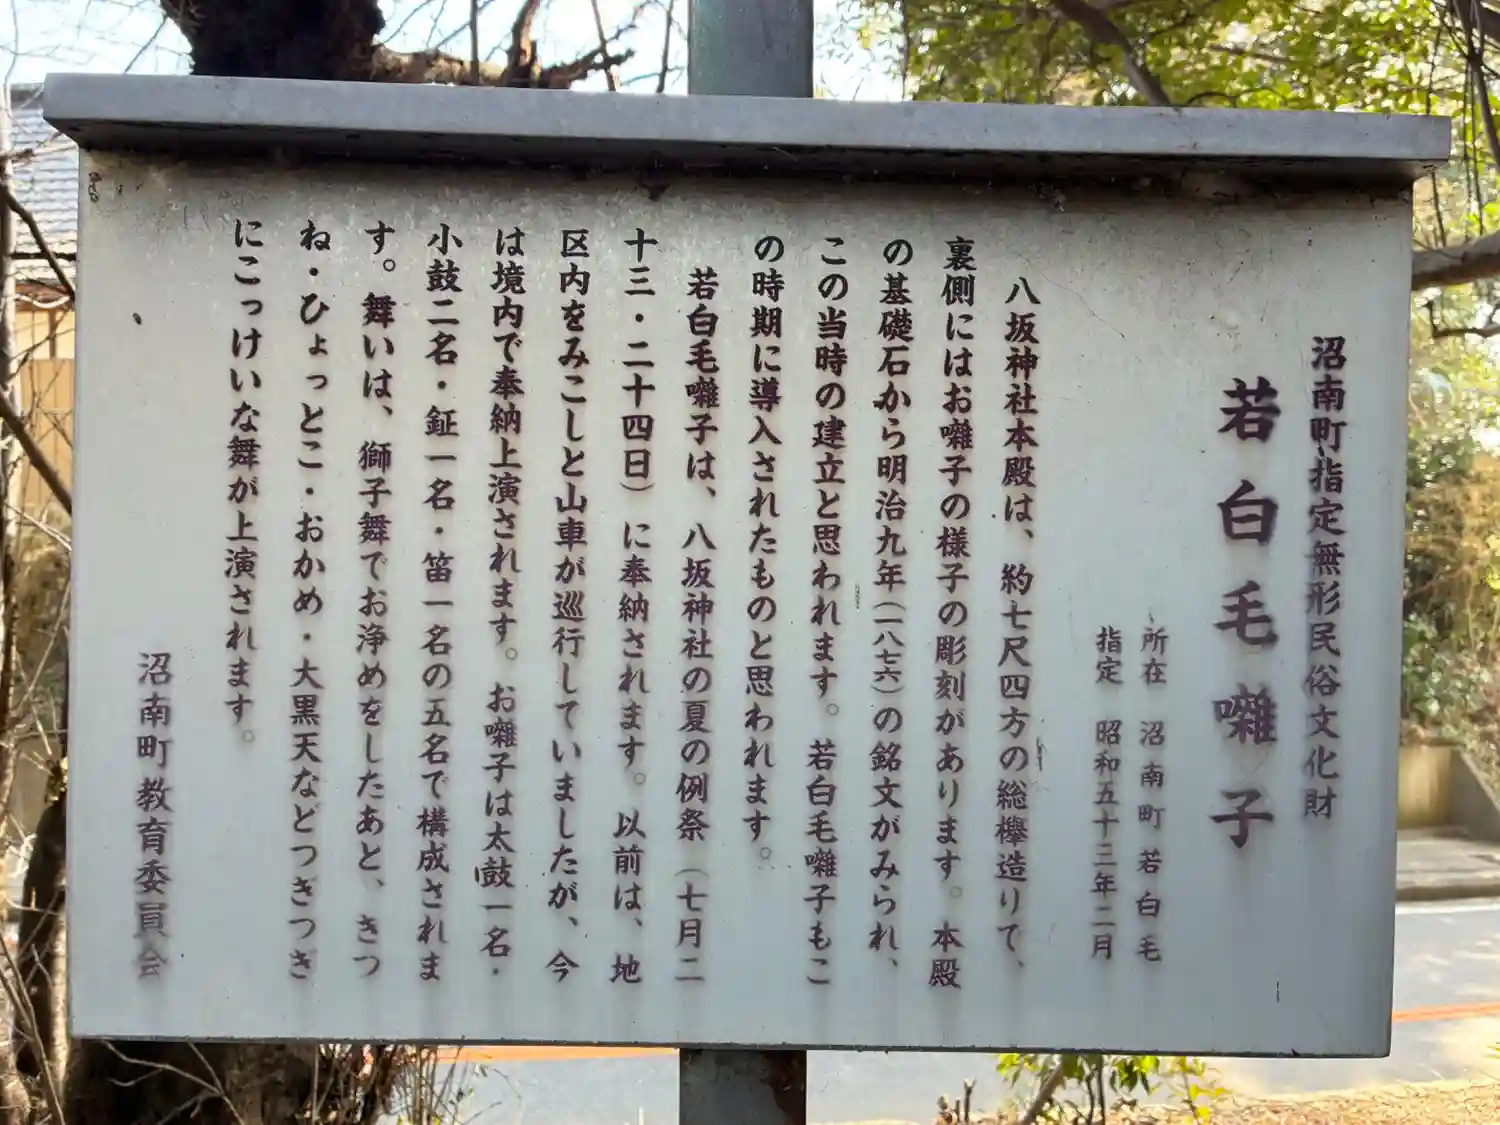 沼南町指定無形民俗文化財
若白毛囃子
所在　沼南町若白毛
指定　昭和五十三年二月
八坂神社本殿は、約七尺四方の総欅造りで、
裏側にはお囃子の様子の彫刻があります。本殿
の基礎石から明治九年(一八七六)の銘文がみられ、
この当時の建立と思われます。若白毛囃子もこ
の時期に導入されたものと思われます。
若白毛囃子は、八坂神社の夏の例祭（七月二
十三・二十四日）に奉納されます。以前は、地
区内をみこしと山車が巡行していましたが、今
は境内で奉納上演されます。お囃子は太鼓一名・
小鼓二名・鉦一名・笛一名の五名で構成されま
す。舞いは、獅子舞でお浄めをしたあと、きつ
ね・ひょっとこ・おかめ・大黒天などつぎつぎ
にこっけいな舞が上演されます。
沼南町教育委員会